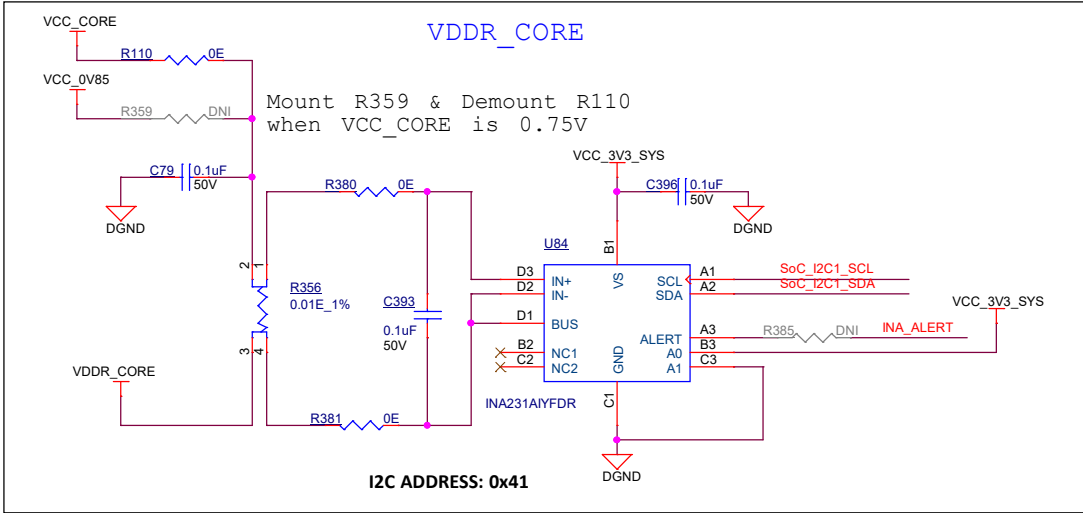 VDDR_CORE
VCC_CORE
R110 0E
VCC_0V85
R359 DNI
Mount R359 & Demount R110
when VCC_CORE is 0.75V
C79 0.1uF
50V
DGND
R380 0E
VCC_3V3_SYS
C396 0.1uF
50V
DGND
2 1
R356
0.01E_1%
3 4
C393
0.1uF
50V
VDDR_CORE
R381 0E
U84
B1
VS
D3 IN+
D2 IN-
D1 BUS
B2 NC1
C2 NC2
GND
C1
SCL A1 SoC_I2C1_SCL
SDA A2 SoC_I2C1_SDA
ALERT A3 R385 DNI INA_ALERT
A0 B3
A1 C3
VCC_3V3_SYS
INA231AIYFDR
DGND
I2C ADDRESS: 0x41